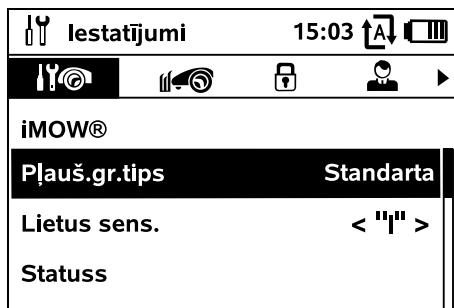 Iestatījumi 15:03 A
iMOW®
Pļauš.gr.tips Standarta
Lietus sens. < "I" >
Statuss